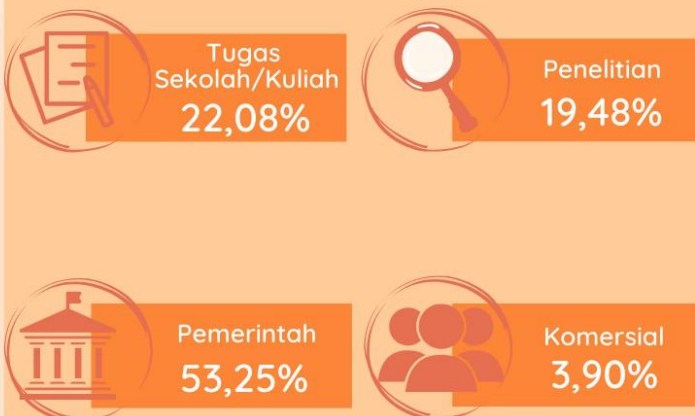 Tugas
Sekolah/Kuliah
22,08%
Penelitian
19,48%
Pemerintah
53,25%
Komersial
3,90%